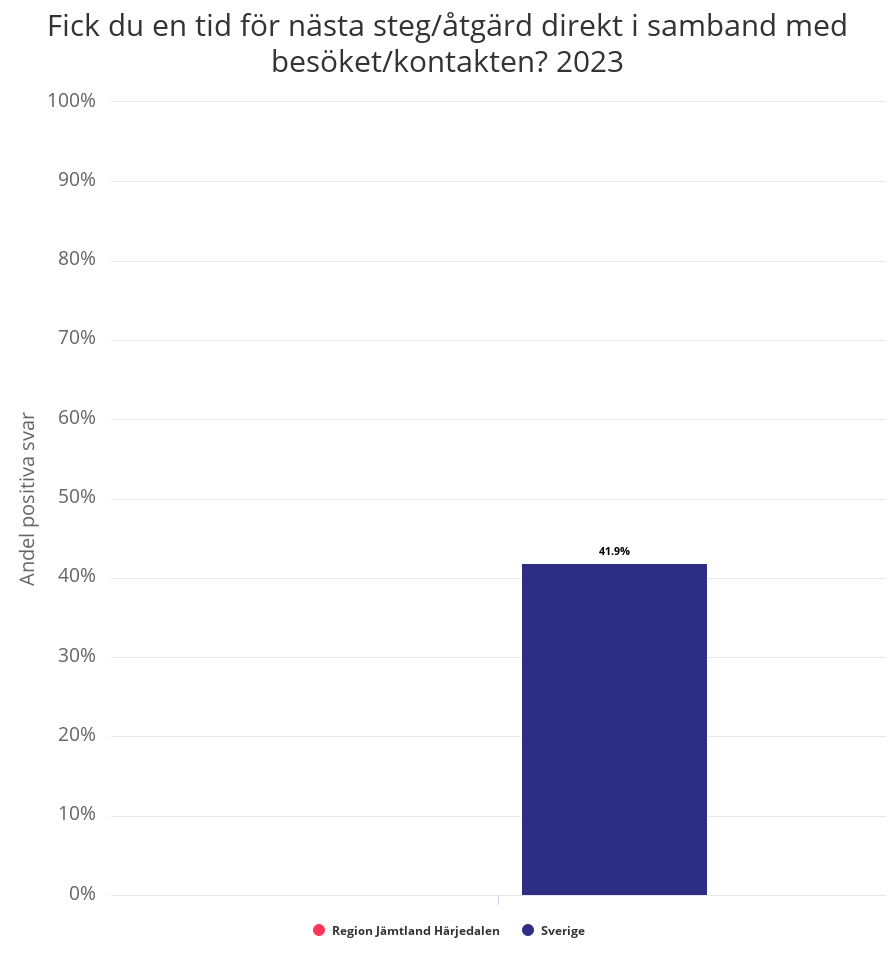 Fick du en tid för nästa steg/åtgärd direkt i samband med
besöket/kontakten? 2023
100%
90%
80%
70%
60%
50%
40%
30%
20%
10%
0%
Andel positiva svar
41.9%
Region Jämtland Härjedalen
Sverige